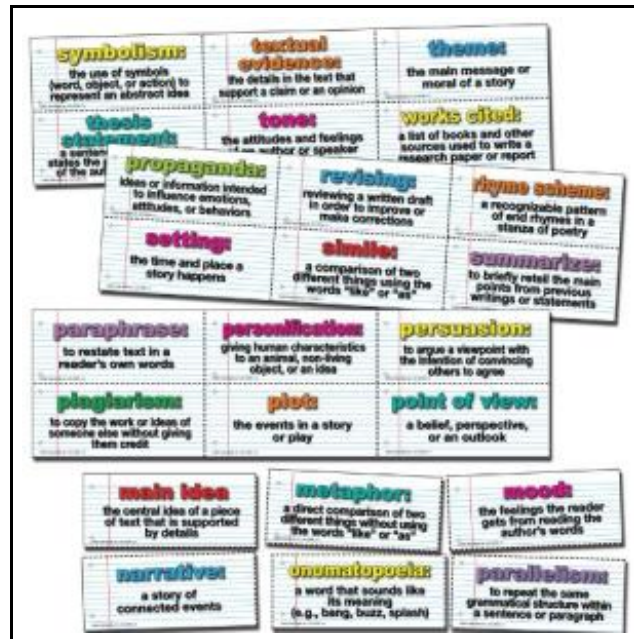 symbolism:
the use of symbols
(word, object, or action) to
represent an abstract idea
textual
evidence:
the details in the text that
support a claim or an opinion
theme:
the main message or
moral of a story
thesis
statement:
a senten
states the
of the au
tone:
the attitudes and feelings
author or speaker
works cited:
a list of books and other
sources used to write a
research paper or report
propaganda:
ideas or information intended
to influence emotions,
attitudes, or behaviors
revising:
reviewing a written draft
in order to improve or
make corrections
rhyme scheme:
a recognizable pattern
of end rhymes in a
stanza of poetry
setting:
the time and place a
story happens
simile:
a comparison of two
different things using the
words "like" or "as"
summarize:
to briefly retell the main
points from previous
writings or statements
paraphrase:
to restate text in a
reader's own words
personification:
giving human characteristics
to an animal, non-living
object, or an idea
persuasion:
to argue a viewpoint with
the intention of convincing
others to agree
plagiarism:
to copy the work or ideas of
someone else without giving
them credit
plot:
the events in a story
or play
point of view:
a belief, perspective,
or an outlook
main idea
the central idea of a piece
of text that is supported
by details
metaphor:
a direct comparison of two
different things without using
the words "like" or "as"
mood:
the feelings the reader
gets from reading the
author's words
narrative:
a story of
connected events
onomatopoeia:
a word that sounds like
its meaning
(e.g., bang, buzz, splash)
parallelism:
to repeat the same
grammatical structure within
a sentence or paragraph